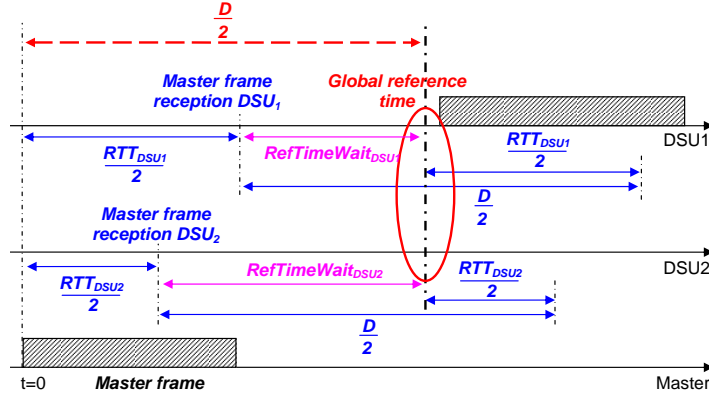 D
2
Master frame
reception DSU1
Global reference
time
DSU1
RTTDSU1
2
RefTimeWaitDSU1
RTTDSU1
2
D
2
Master frame
reception DSU2
DSU2
RTTDSU2
2
RefTimeWaitDSU2
RTTDSU2
2
D
2
t=0
Master frame
Master